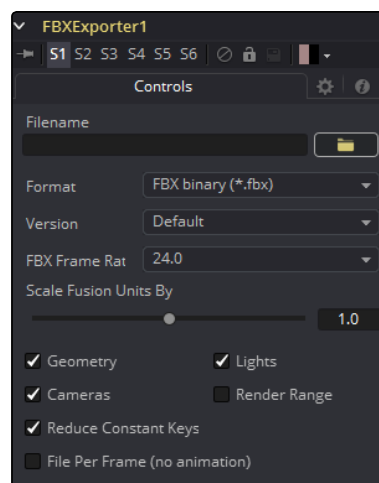 FBXExporter1
S1 S2 S3 S4 S5 S6
Controls
Filename
Format FBX binary (*.fbx)
Version Default
FBX Frame Rat 24.0
Scale Fusion Units By
1.0
Geometry Lights
Cameras Render Range
Reduce Constant Keys
File Per Frame (no animation)